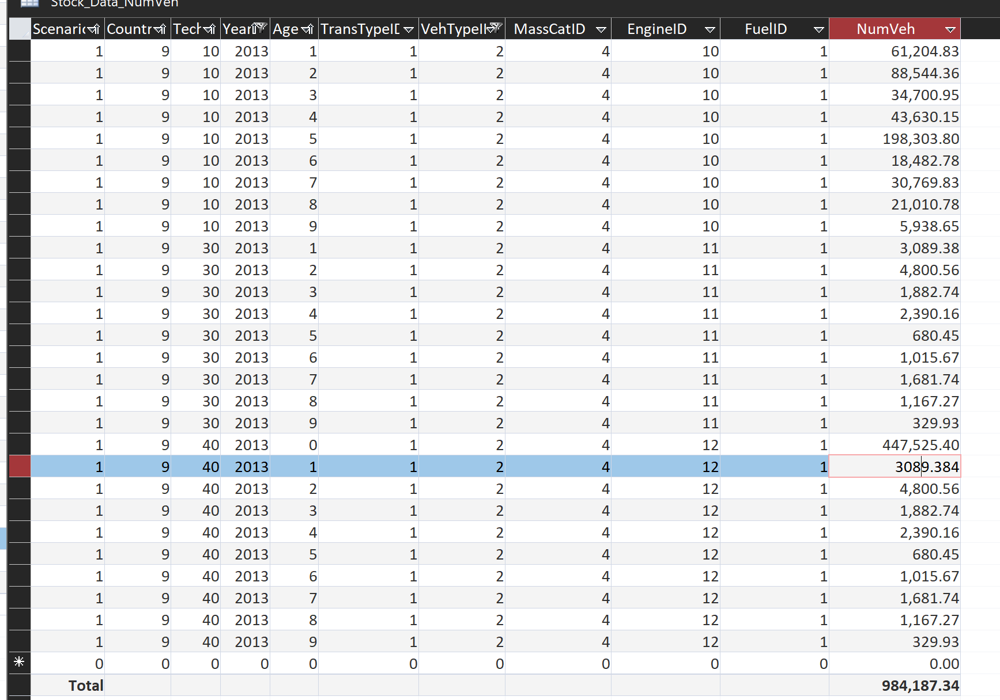 Stock_Data_NumVeh
Scenaric Countr Tech Year Age TransTypeID VehTypeII MassCatID EngineID FuelID NumVeh
1 9 10 2013 1 1 2 4 10 1 61,204.83
1 9 10 2013 2 1 2 4 10 1 88,544.36
1 9 10 2013 3 1 2 4 10 1 34,700.95
1 9 10 2013 4 1 2 4 10 1 43,630.15
1 9 10 2013 5 1 2 4 10 1 198,303.80
1 9 10 2013 6 1 2 4 10 1 18,482.78
1 9 10 2013 7 1 2 4 10 1 30,769.83
1 9 10 2013 8 1 2 4 10 1 21,010.78
1 9 10 2013 9 1 2 4 10 1 5,938.65
1 9 30 2013 1 1 2 4 11 1 3,089.38
1 9 30 2013 2 1 2 4 11 1 4,800.56
1 9 30 2013 3 1 2 4 11 1 1,882.74
1 9 30 2013 4 1 2 4 11 1 2,390.16
1 9 30 2013 5 1 2 4 11 1 680.45
1 9 30 2013 6 1 2 4 11 1 1,015.67
1 9 30 2013 7 1 2 4 11 1 1,681.74
1 9 30 2013 8 1 2 4 11 1 1,167.27
1 9 30 2013 9 1 2 4 11 1 329.93
1 9 40 2013 0 1 2 4 12 1 447,525.40
1 9 40 2013 1 1 2 4 12 1 3089.384
1 9 40 2013 2 1 2 4 12 1 4,800.56
1 9 40 2013 3 1 2 4 12 1 1,882.74
1 9 40 2013 4 1 2 4 12 1 2,390.16
1 9 40 2013 5 1 2 4 12 1 680.45
1 9 40 2013 6 1 2 4 12 1 1,015.67
1 9 40 2013 7 1 2 4 12 1 1,681.74
1 9 40 2013 8 1 2 4 12 1 1,167.27
1 9 40 2013 9 1 2 4 12 1 329.93
* 0 0 0 0 0 0 0 0 0 0 0.00
Total 984,187.34